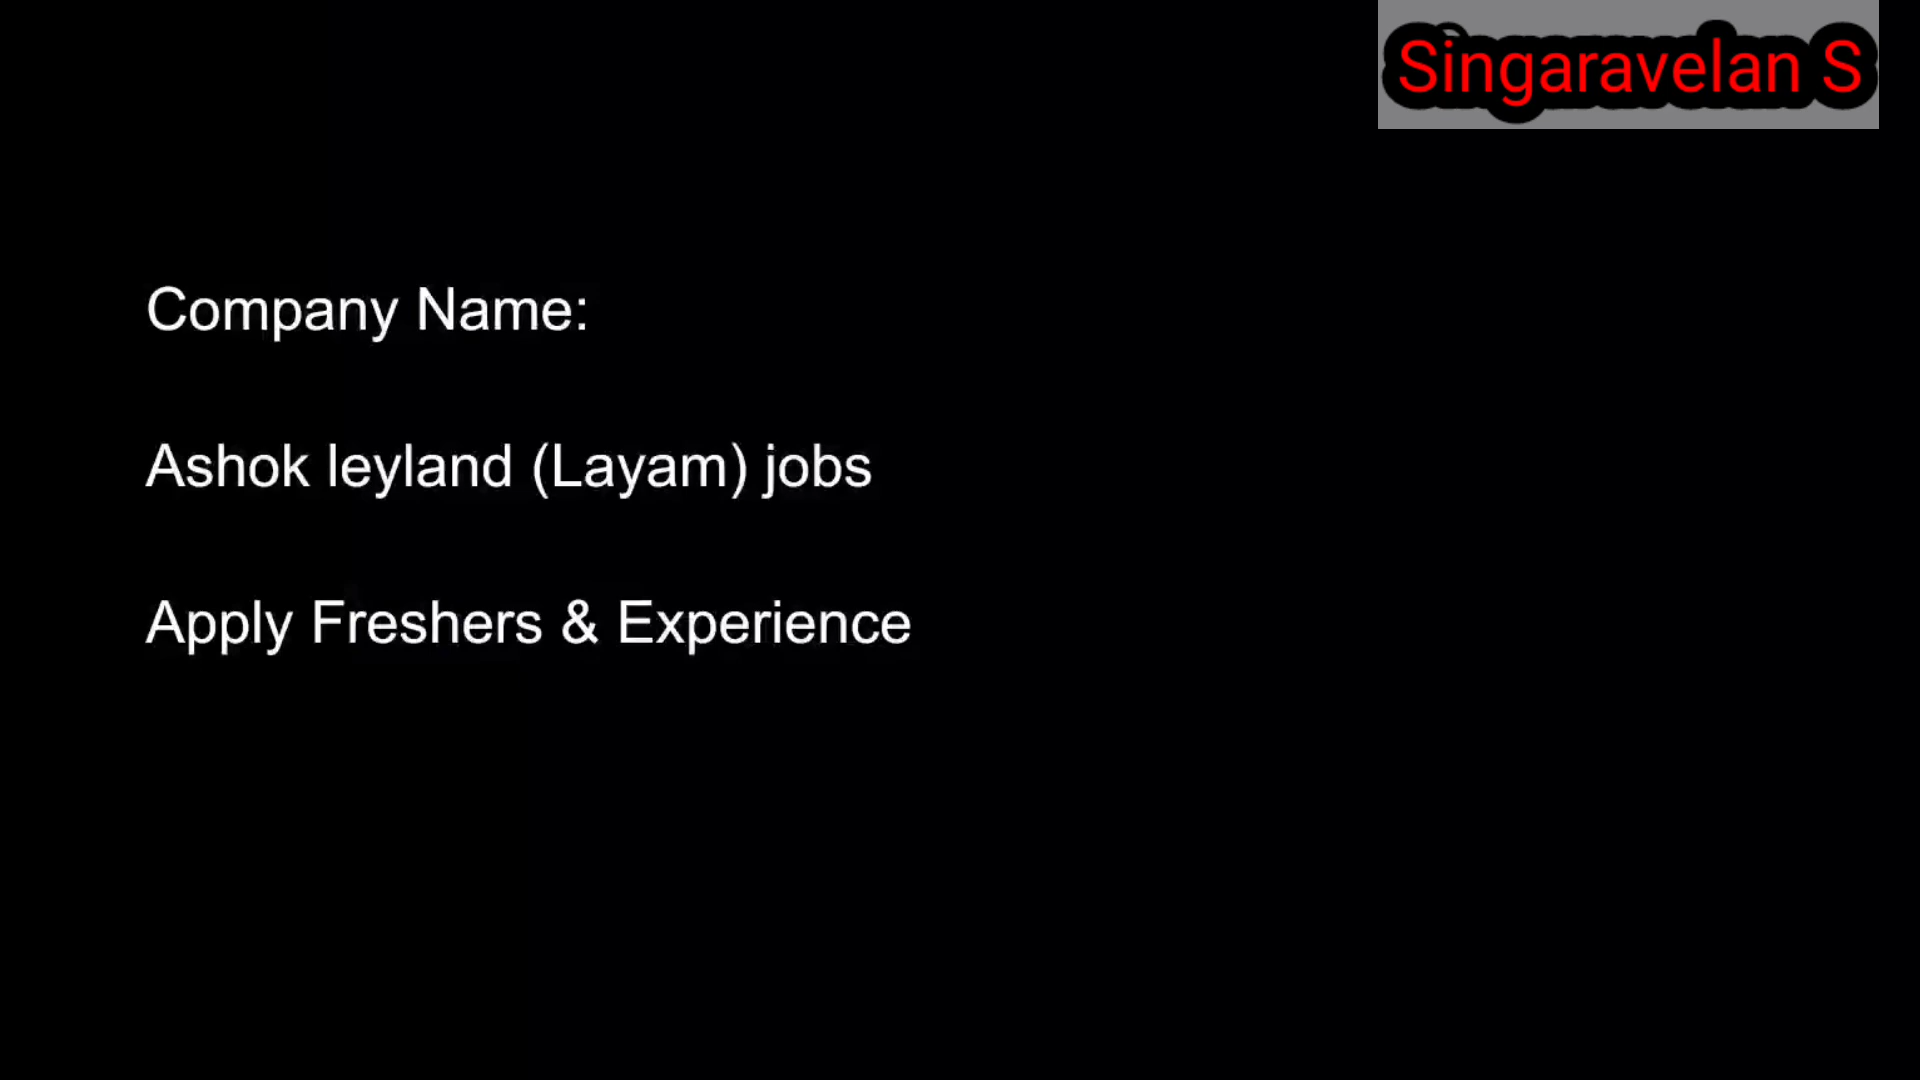 Singaravelan S
Company Name:
Ashok leyland (Layam) jobs
Apply Freshers & Experience